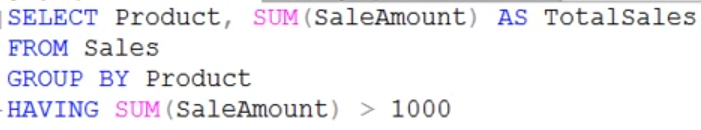 SELECT Product, SUM(SaleAmount) AS TotalSales
FROM Sales
GROUP BY Product
HAVING SUM(SaleAmount) > 1000